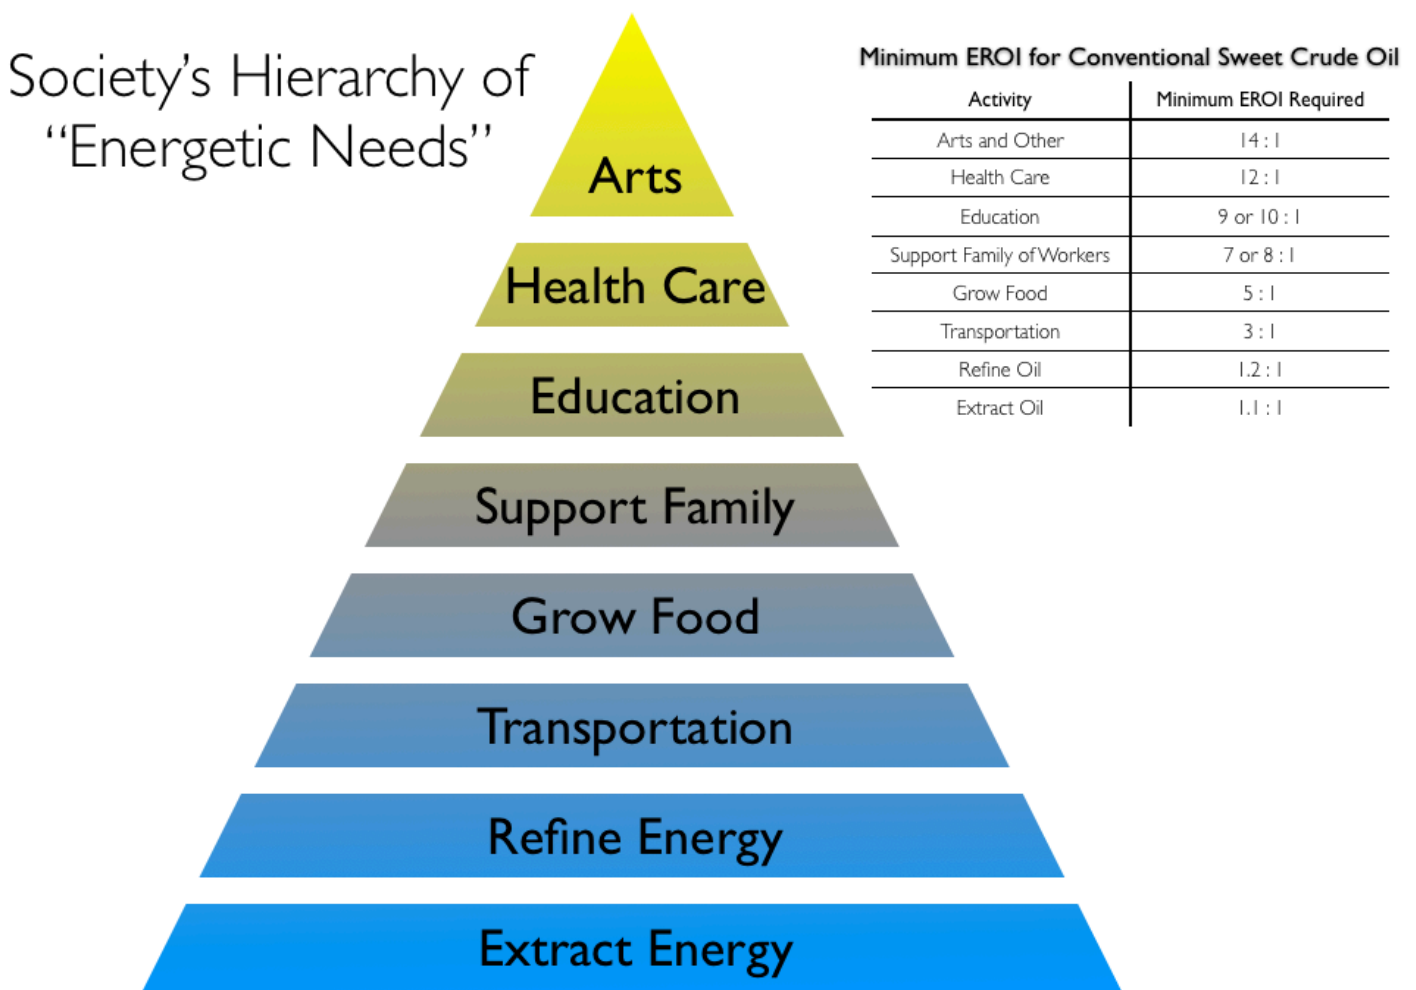 Society’s Hierarchy of
“Energetic Needs”
Arts
Health Care
Education
Support Family
Grow Food
Transportation
Refine Energy
Extract Energy
Minimum EROI for Conventional Sweet Crude Oil
Activity Minimum EROI Required
Arts and Other 14 : 1
Health Care 12 : 1
Education 9 or 10 : 1
Support Family of Workers 7 or 8 : 1
Grow Food 5 : 1
Transportation 3 : 1
Refine Oil 1.2 : 1
Extract Oil 1.1 : 1